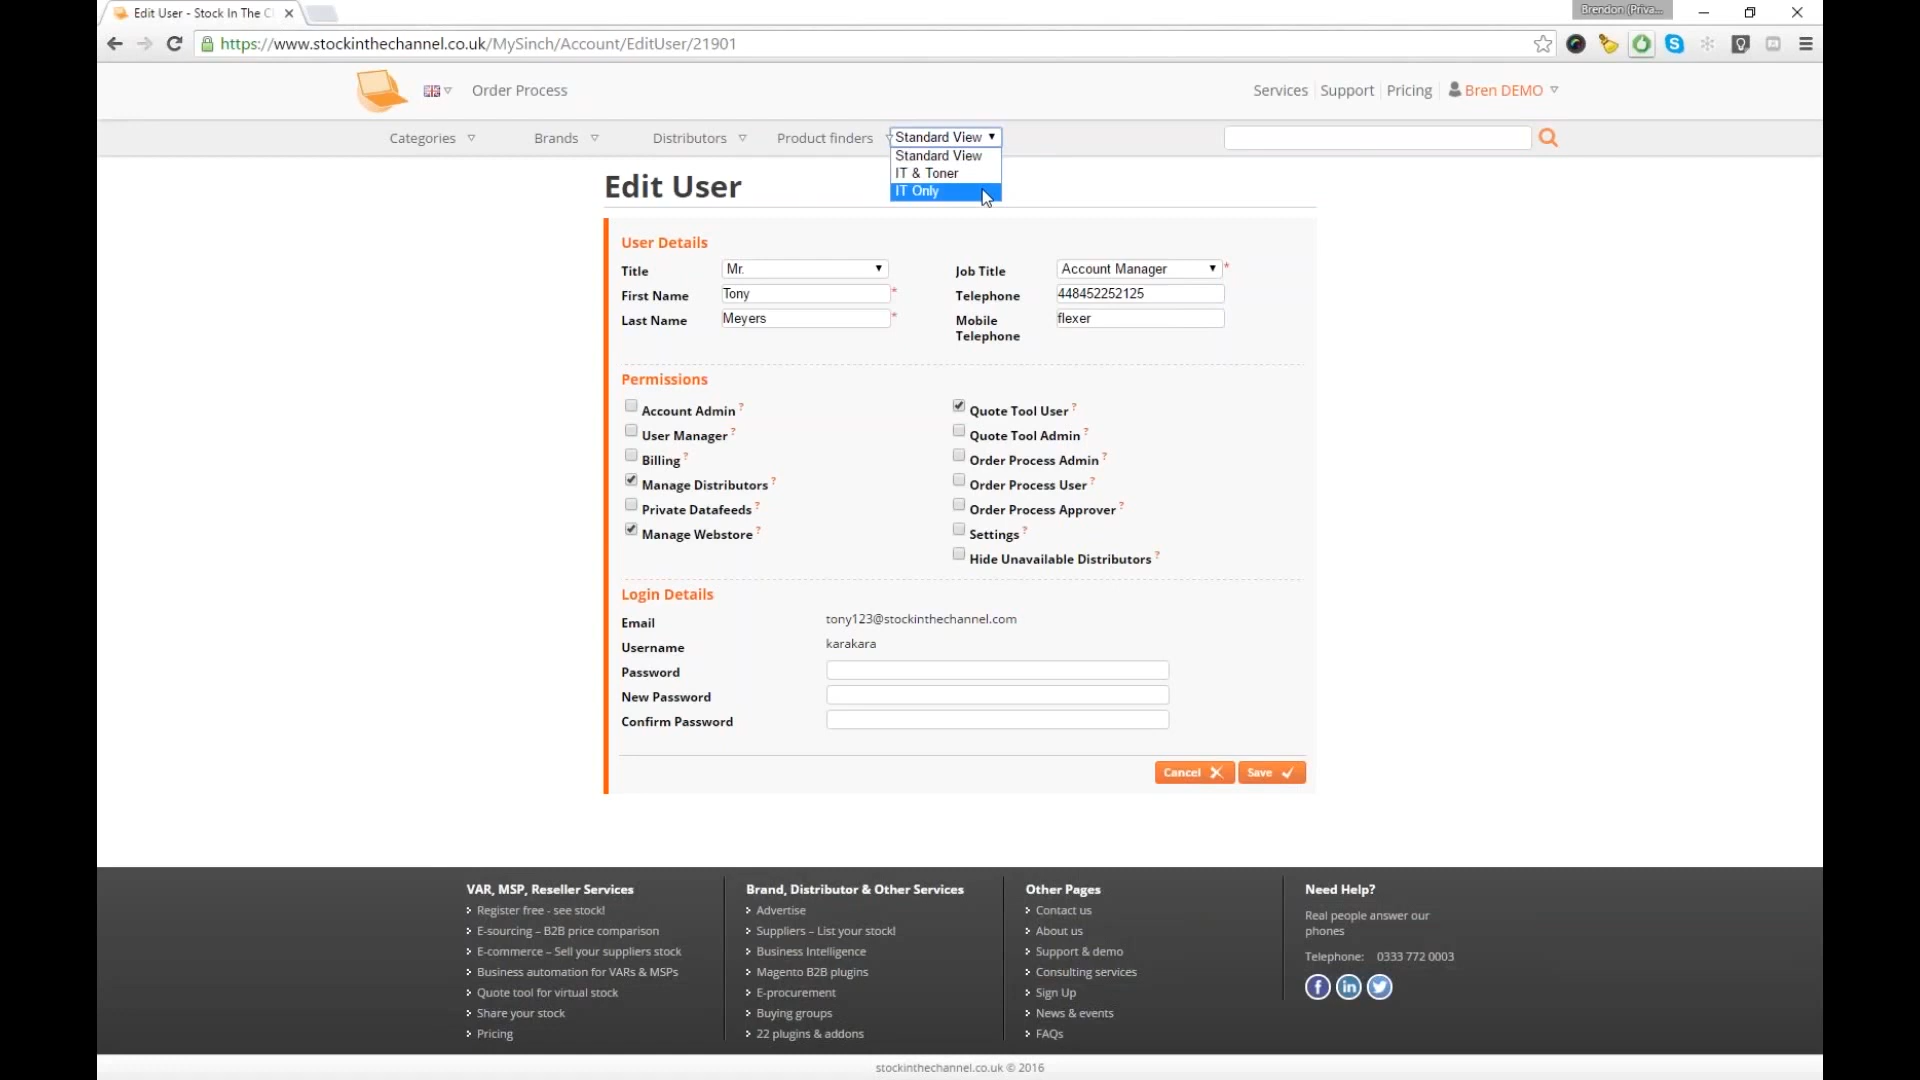 Edit User - Stock In The C
Brendon (Priva...
https://www.stockinthechannel.co.uk/MySinch/Account/EditUser/21901
Order Process
Services Support Pricing Bren DEMO
Categories Brands Distributors Product finders Standard View
Standard View
IT & Toner
IT Only
Edit User
User Details
Title Mr. Job Title Account Manager *
First Name Tony * Telephone 448452252125
Last Name Meyers * Mobile Telephone flexer
Permissions
Account Admin ? Quote Tool User ?
User Manager ? Quote Tool Admin ?
Billing ? Order Process Admin ?
Manage Distributors ? Order Process User ?
Private Datafeeds ? Order Process Approver ?
Manage Webstore ? Settings ?
Hide Unavailable Distributors ?
Login Details
Email tony123@stockinthechannel.com
Username karakara
Password
New Password
Confirm Password
Cancel Save
VAR, MSP, Reseller Services
Register free - see stock!
E-sourcing – B2B price comparison
E-commerce – Sell your suppliers stock
Business automation for VARs & MSPs
Quote tool for virtual stock
Share your stock
Pricing
Brand, Distributor & Other Services
Advertise
Suppliers – List your stock!
Business Intelligence
Magento B2B plugins
E-procurement
Buying groups
22 plugins & addons
Other Pages
Contact us
About us
Support & demo
Consulting services
Sign Up
News & events
FAQs
Need Help?
Real people answer our
phones
Telephone: 0333 772 0003
stockinthechannel.co.uk © 2016